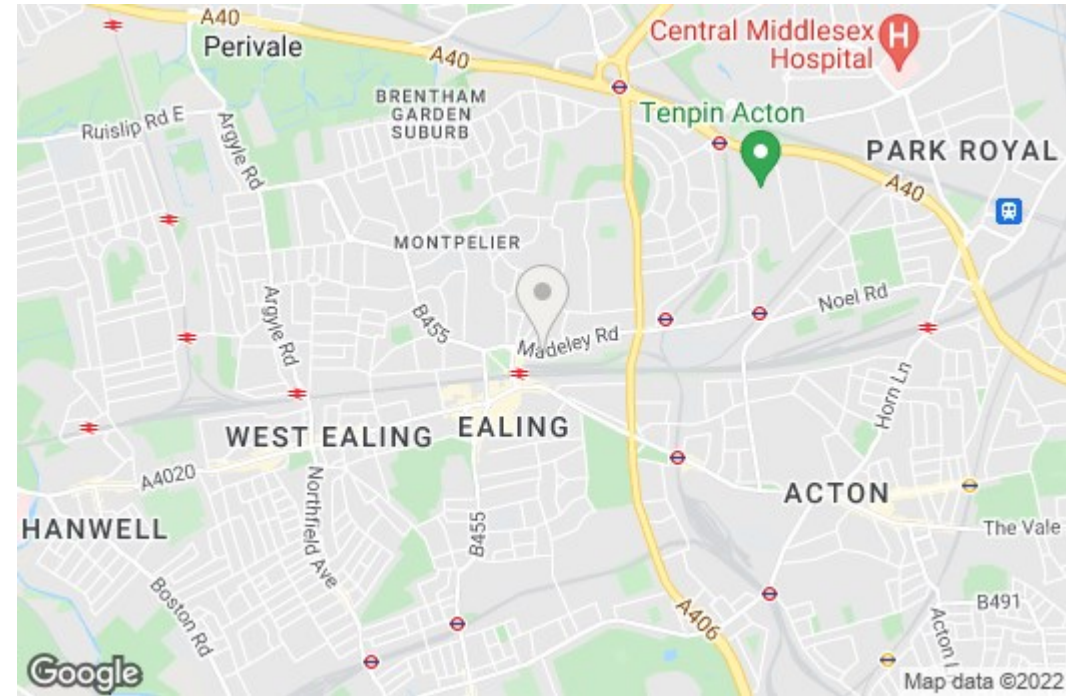 A40
A40
Perivale
A40
Central Middlesex
Hospital
H
BRENTHAM
GARDEN
SUBURB
Tenpin Acton
Ruislip Rd E
Argyle Rd
PARK ROYAL
A40
MONTPELIER
Argyle Rd
B455
Madeley Rd
Noel Rd
Horn Ln
WEST EALING
EALING
A4020
Northfield Ave
ACTON
HANWELL
B455
The Vale
Boston Rd
A406
B491
Acton
Google
Map data ©2022